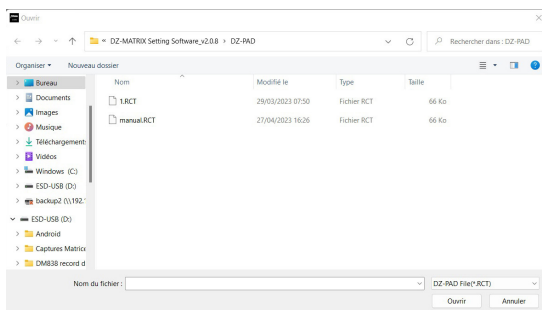 Ouvrir
« DZ-MATRIX Setting Software_v2.0.8 > DZ-PAD
Rechercher dans : DZ-PAD
Organiser
Nouveau dossier
Nom Modifié le Type Taille
1.RCT 29/03/2023 07:50 Fichier RCT 66 Ko
manual.RCT 27/04/2023 16:26 Fichier RCT 66 Ko
Bureau
Documents
Images
Musique
Téléchargements
Vidéos
Windows (C:)
ESD-USB (D:)
backup2 (\\192.
ESD-USB (D:)
Android
Captures Matrice
DM838 record d
Nom du fichier :
DZ-PAD File(*.RCT)
Ouvrir
Annuler